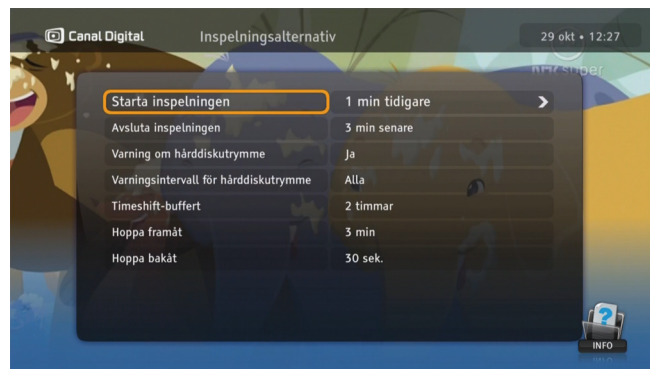 Canal Digital Inspelningsalternativ 29 okt • 12:27
NRK super
Starta inspelningen 1 min tidigare
Avsluta inspelningen 3 min senare
Varning om hårddiskutrymme Ja
Varningsintervall för hårddiskutrymme Alla
Timeshift-buffert 2 timmar
Hoppa framåt 3 min
Hoppa bakåt 30 sek.
INFO